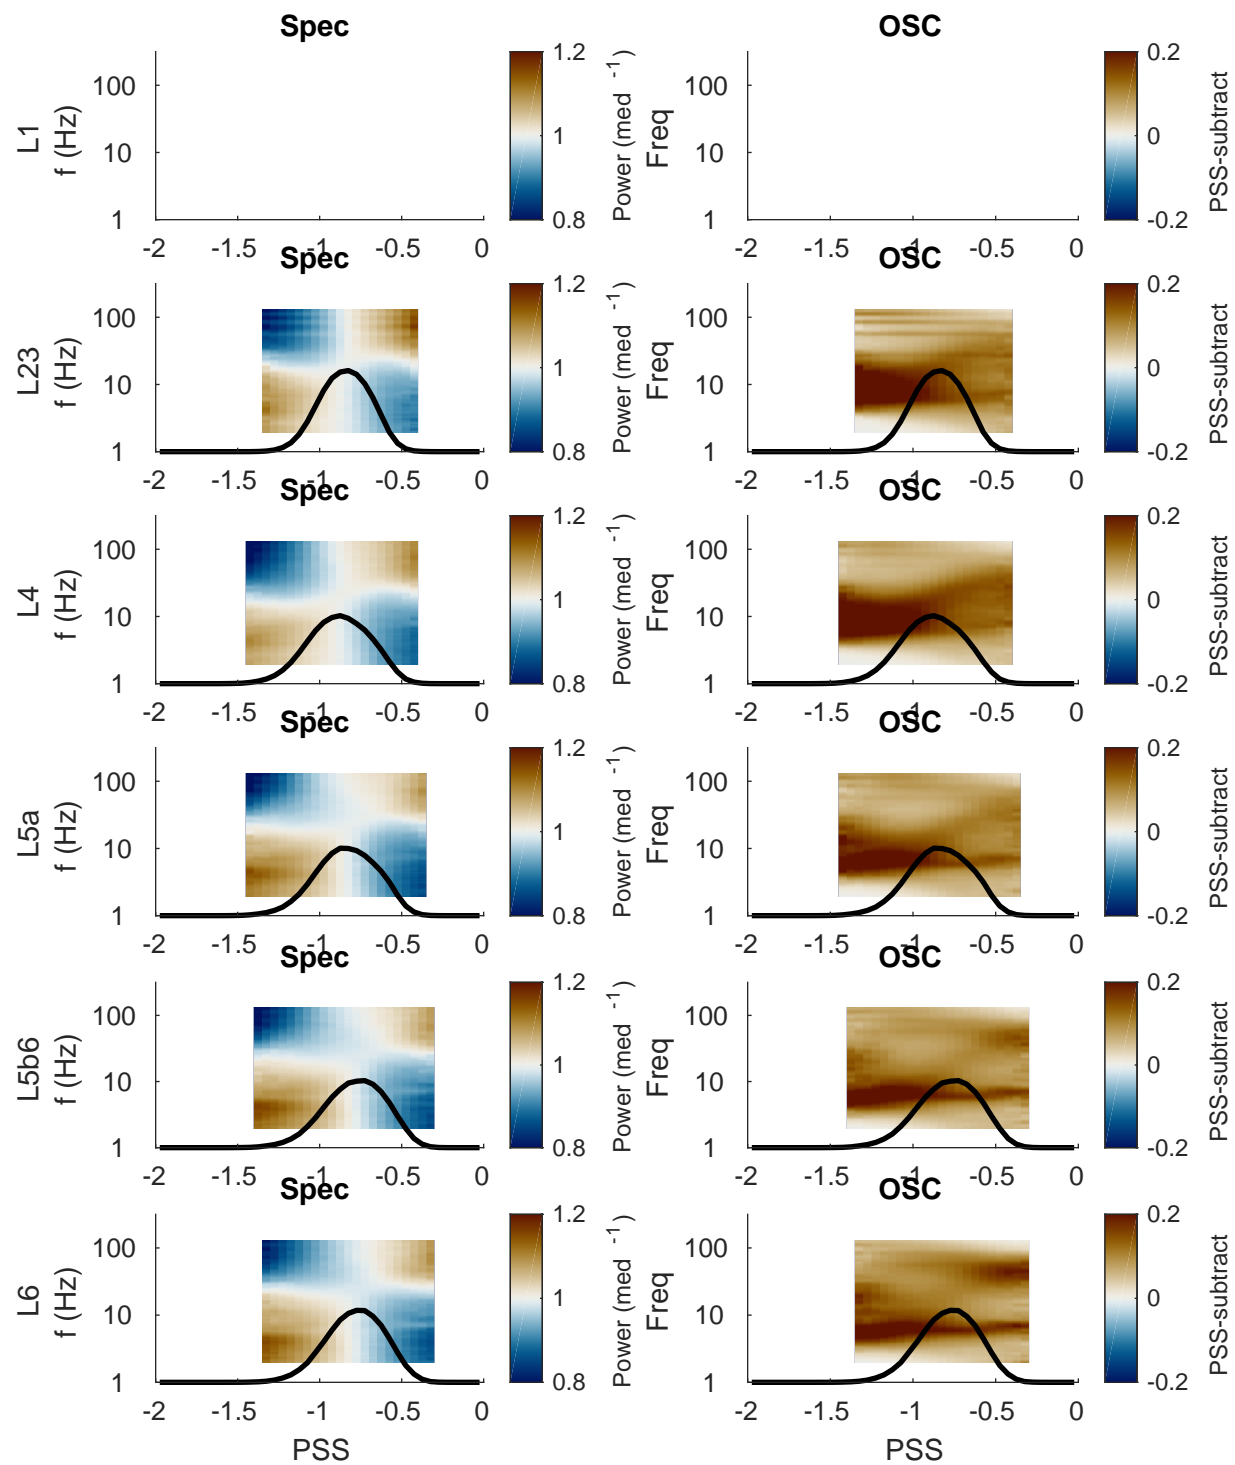 Spec
OSC
L1
f (Hz)
100
10
1
-2 -1.5 -1 -0.5 0
1.2
1
0.8
Power (med -1)
Freq
100
10
1
-2 -1.5 -1 -0.5 0
0.2
0
-0.2
PSS-subtract
Spec
OSC
L23
f (Hz)
100
10
1
-2 -1.5 -1 -0.5 0
1.2
1
0.8
Power (med -1)
Freq
100
10
1
-2 -1.5 -1 -0.5 0
0.2
0
-0.2
PSS-subtract
Spec
OSC
L4
f (Hz)
100
10
1
-2 -1.5 -1 -0.5 0
1.2
1
0.8
Power (med -1)
Freq
100
10
1
-2 -1.5 -1 -0.5 0
0.2
0
-0.2
PSS-subtract
Spec
OSC
L5a
f (Hz)
100
10
1
-2 -1.5 -1 -0.5 0
1.2
1
0.8
Power (med -1)
Freq
100
10
1
-2 -1.5 -1 -0.5 0
0.2
0
-0.2
PSS-subtract
Spec
OSC
L5b6
f (Hz)
100
10
1
-2 -1.5 -1 -0.5 0
1.2
1
0.8
Power (med -1)
Freq
100
10
1
-2 -1.5 -1 -0.5 0
0.2
0
-0.2
PSS-subtract
Spec
OSC
L6
f (Hz)
100
10
1
-2 -1.5 -1 -0.5 0
PSS
1.2
1
0.8
Power (med -1)
Freq
100
10
1
-2 -1.5 -1 -0.5 0
PSS
0.2
0
-0.2
PSS-subtract